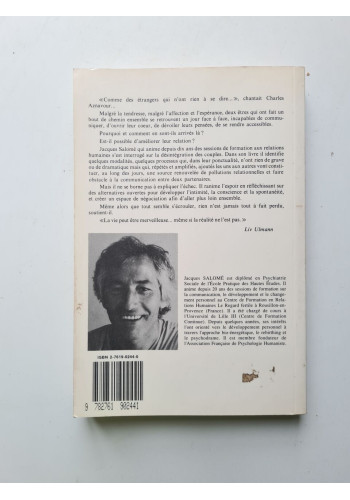 «Comme des étrangers qui n'ont rien à se dire...», chantait Charles
Aznavour...
Malgré la tendresse, malgré l'affection et l'espérance, deux êtres qui ont fait un
bout de chemin ensemble se retrouvent un jour face à face, incapables de commu-
niquer, d'ouvrir leur cœur, de dévoiler leurs pensées, de se rendre accessibles.
Pourquoi et comment en sont-ils arrivés là?
Est-il possible d'améliorer leur relation?
Jacques Salomé qui anime depuis dix ans des sessions de formation aux relations
humaines s'est interrogé sur la désintégration des couples. Dans son livre il identifie
quelques modalités, quelques processus qui, dans leur ponctualité, n'ont rien de grave
ou de dramatique mais qui, répétés et amplifiés, ajoutés les uns aux autres vont consti-
tuer, au long des jours, une source renouvelée de pollutions relationnelles et faire
obstacle à la communication entre deux partenaires.
Mais il ne se borne pas à expliquer l'échec. Il ranime l'espoir en réfléchissant sur
des alternatives ouvertes pour développer l'intimité, la conscience et la spontanéité,
et créer un espace de négociation afin d'aller plus loin ensemble.
Même alors que tout semble s'écrouler, rien n'est jamais tout à fait perdu,
soutient-il.
«La vie peut être merveilleuse... même si la réalité ne l'est pas.»
Liv Ulmann
Jacques SALOMÉ est diplômé en Psychiatrie
Sociale de l'École Pratique des Hautes Études. Il
anime depuis 20 ans des sessions de formation sur
la communication, le développement et le change-
ment personnel au Centre de Formation aux Rela-
tions Humaines Le Regard fertile à Roussillon-en-
Provence (France). Il a été chargé de cours à
l'Université de Lille III (Centre de Formation
Continue). Depuis quelques années, ses intérêts
l'ont orienté vers le développement personnel à
travers l'approche bio-énergétique, le rebirthing et
le psychodrame. Il est membre fondateur de
l'Association Française de Psychologie Humaniste.
ISBN 2-7619-0244-8
9 782761 902441